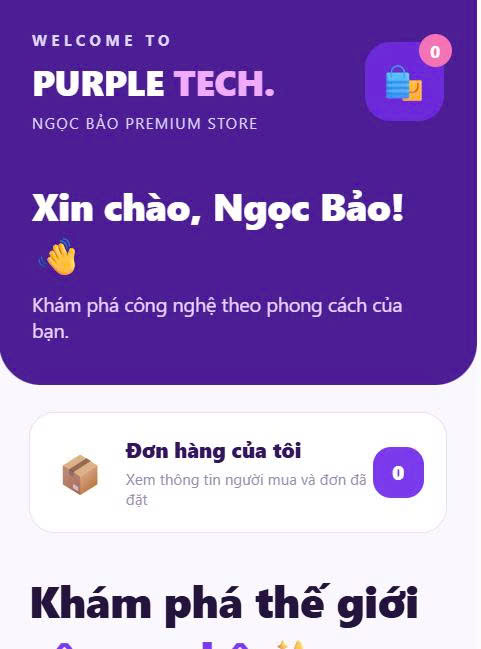 WELCOME TO
0
PURPLE TECH.
NGỌC BẢO PREMIUM STORE
Xin chào, Ngọc Bảo!
👋
Khám phá công nghệ theo phong cách của
bạn.
Đơn hàng của tôi
Xem thông tin người mua và đơn đã
đặt
0
Khám phá thế giới